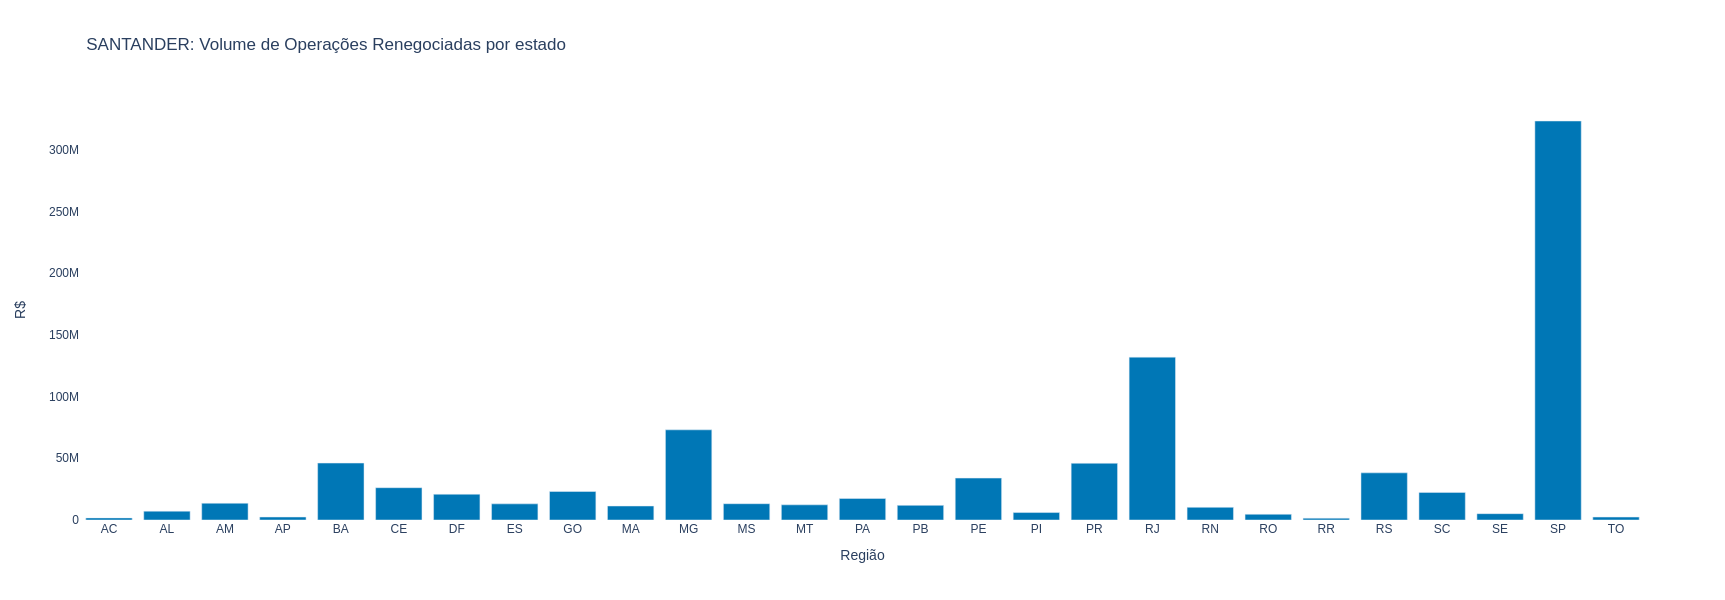 SANTANDER: Volume de Operações Renegociadas por estado
300M
250M
200M
150M
100M
50M
0
R$
AC AL AM AP BA CE DF ES GO MA MG MS MT PA PB PE PI PR RJ RN RO RR RS SC SE SP TO
Região